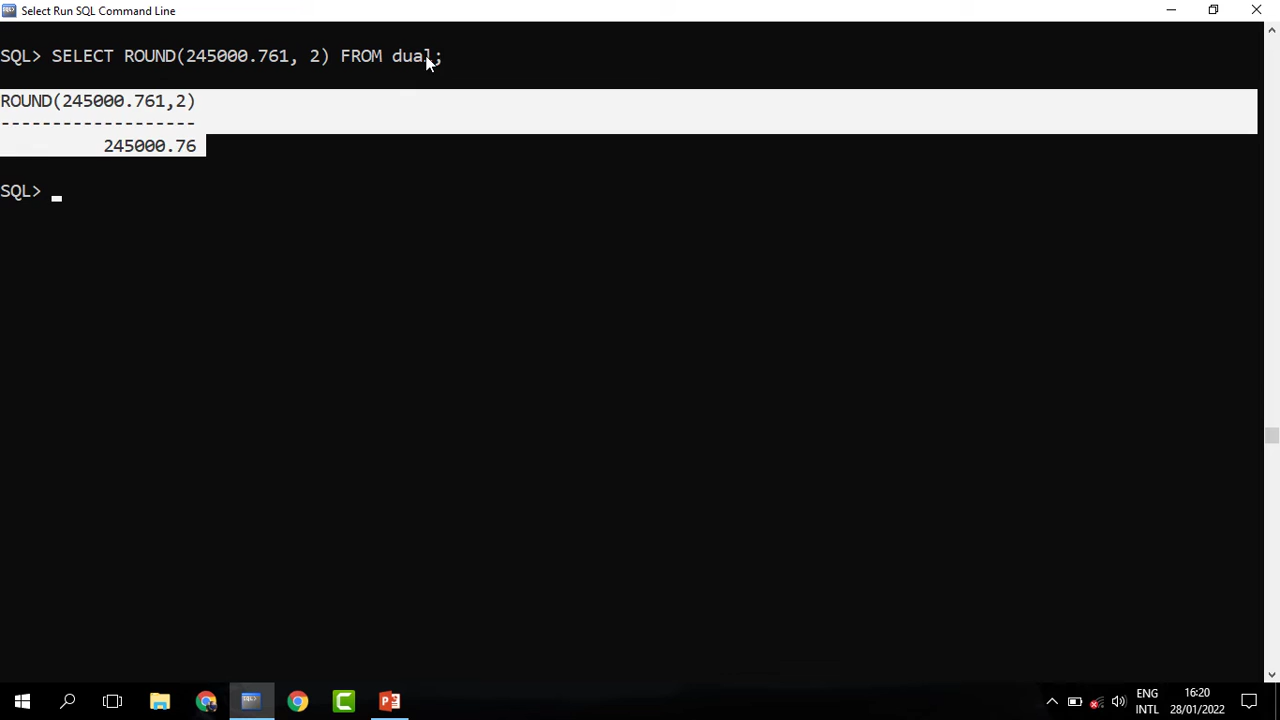 Select Run SQL Command Line
SQL> SELECT ROUND(245000.761, 2) FROM dual;
ROUND(245000.761,2)
-------------------
245000.76
SQL>
ENG
INTL
16:20
28/01/2022